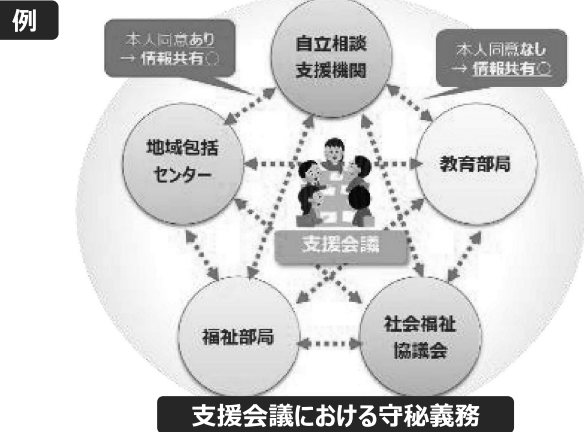 例
本人同意あり
→ 情報共有○
自立相談
支援機関
本人同意なし
→ 情報共有○
地域包括
センター
教育部局
支援会議
福祉部局
社会福祉
協議会
支援会議における守秘義務